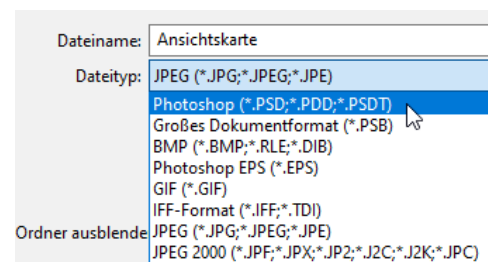 Dateiname: Ansichtskarte
Dateityp: JPEG (*.JPG;*.JPEG;*.JPE)
Photoshop (*.PSD;*.PDD;*.PSDT)
Großes Dokumentformat (*.PSB)
BMP (*.BMP;*.RLE;*.DIB)
Photoshop EPS (*.EPS)
GIF (*.GIF)
IFF-Format (*.IFF;*.TDI)
Ordner ausblende JPEG (*.JPG;*.JPEG;*.JPE)
JPEG 2000 (*.JPF;*.JPX;*.JP2;*.J2C;*.J2K;*.JPC)